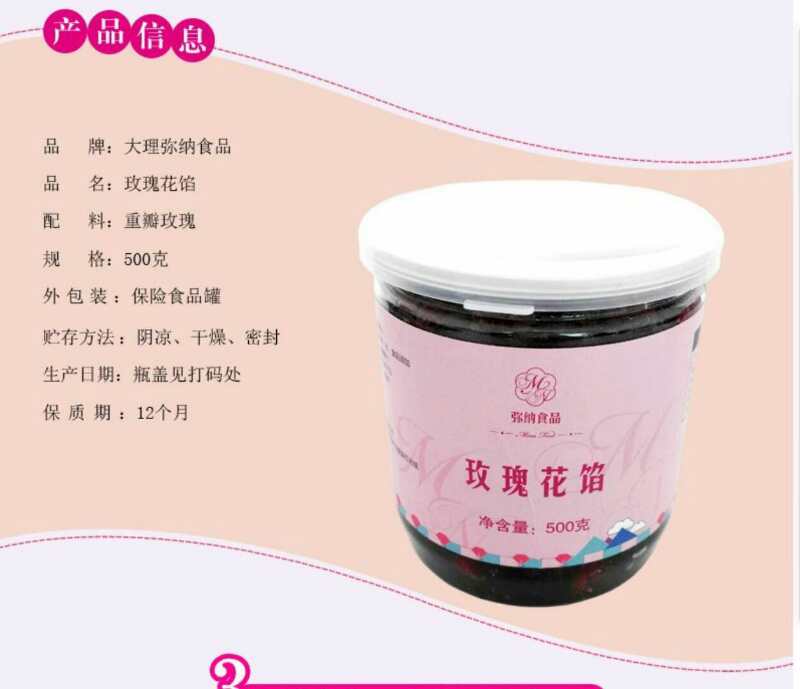 产品信息
品 牌：大理弥纳食品
品 名：玫瑰花馅
配 料：重瓣玫瑰
规 格：500克
外 包 装 ：保险食品罐
贮存方法 ：阴凉、干燥、密封
生产日期：瓶盖见打码处
保 质 期 ：12个月
MN
弥纳食品
玫瑰花馅
净含量：500克